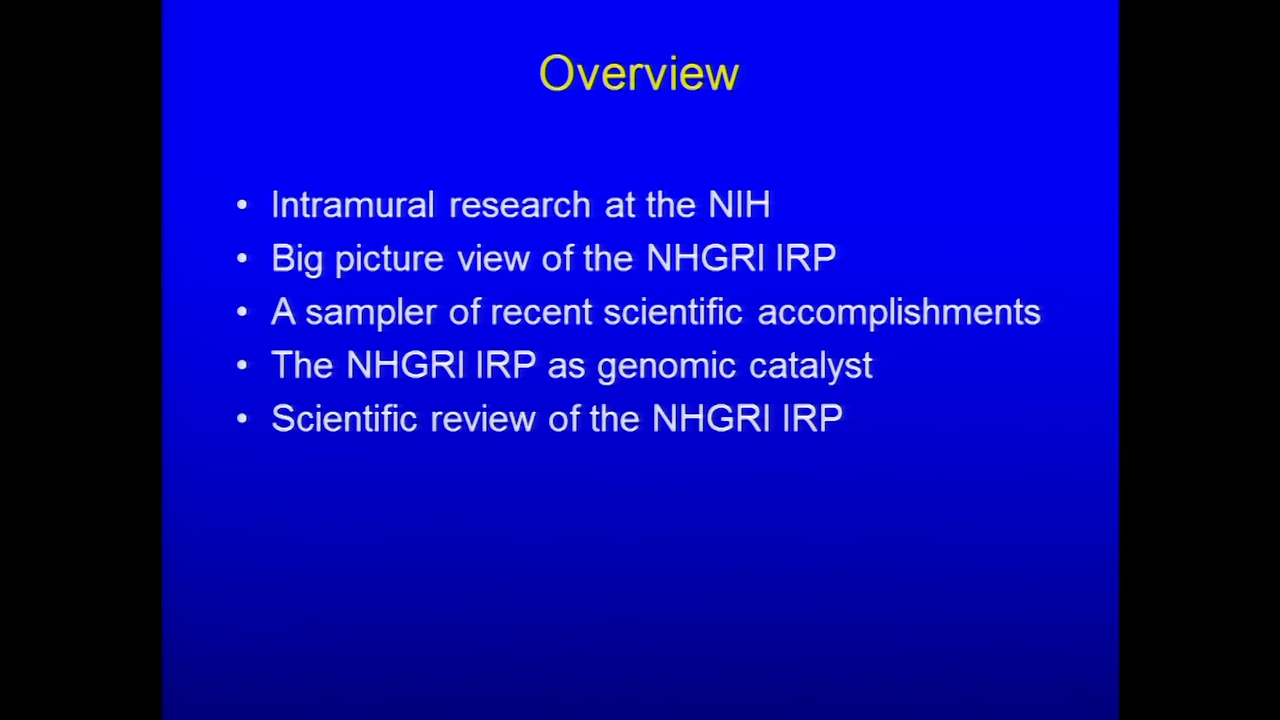 Overview
• Intramural research at the NIH
• Big picture view of the NHGRI IRP
• A sampler of recent scientific accomplishments
• The NHGRI IRP as genomic catalyst
• Scientific review of the NHGRI IRP